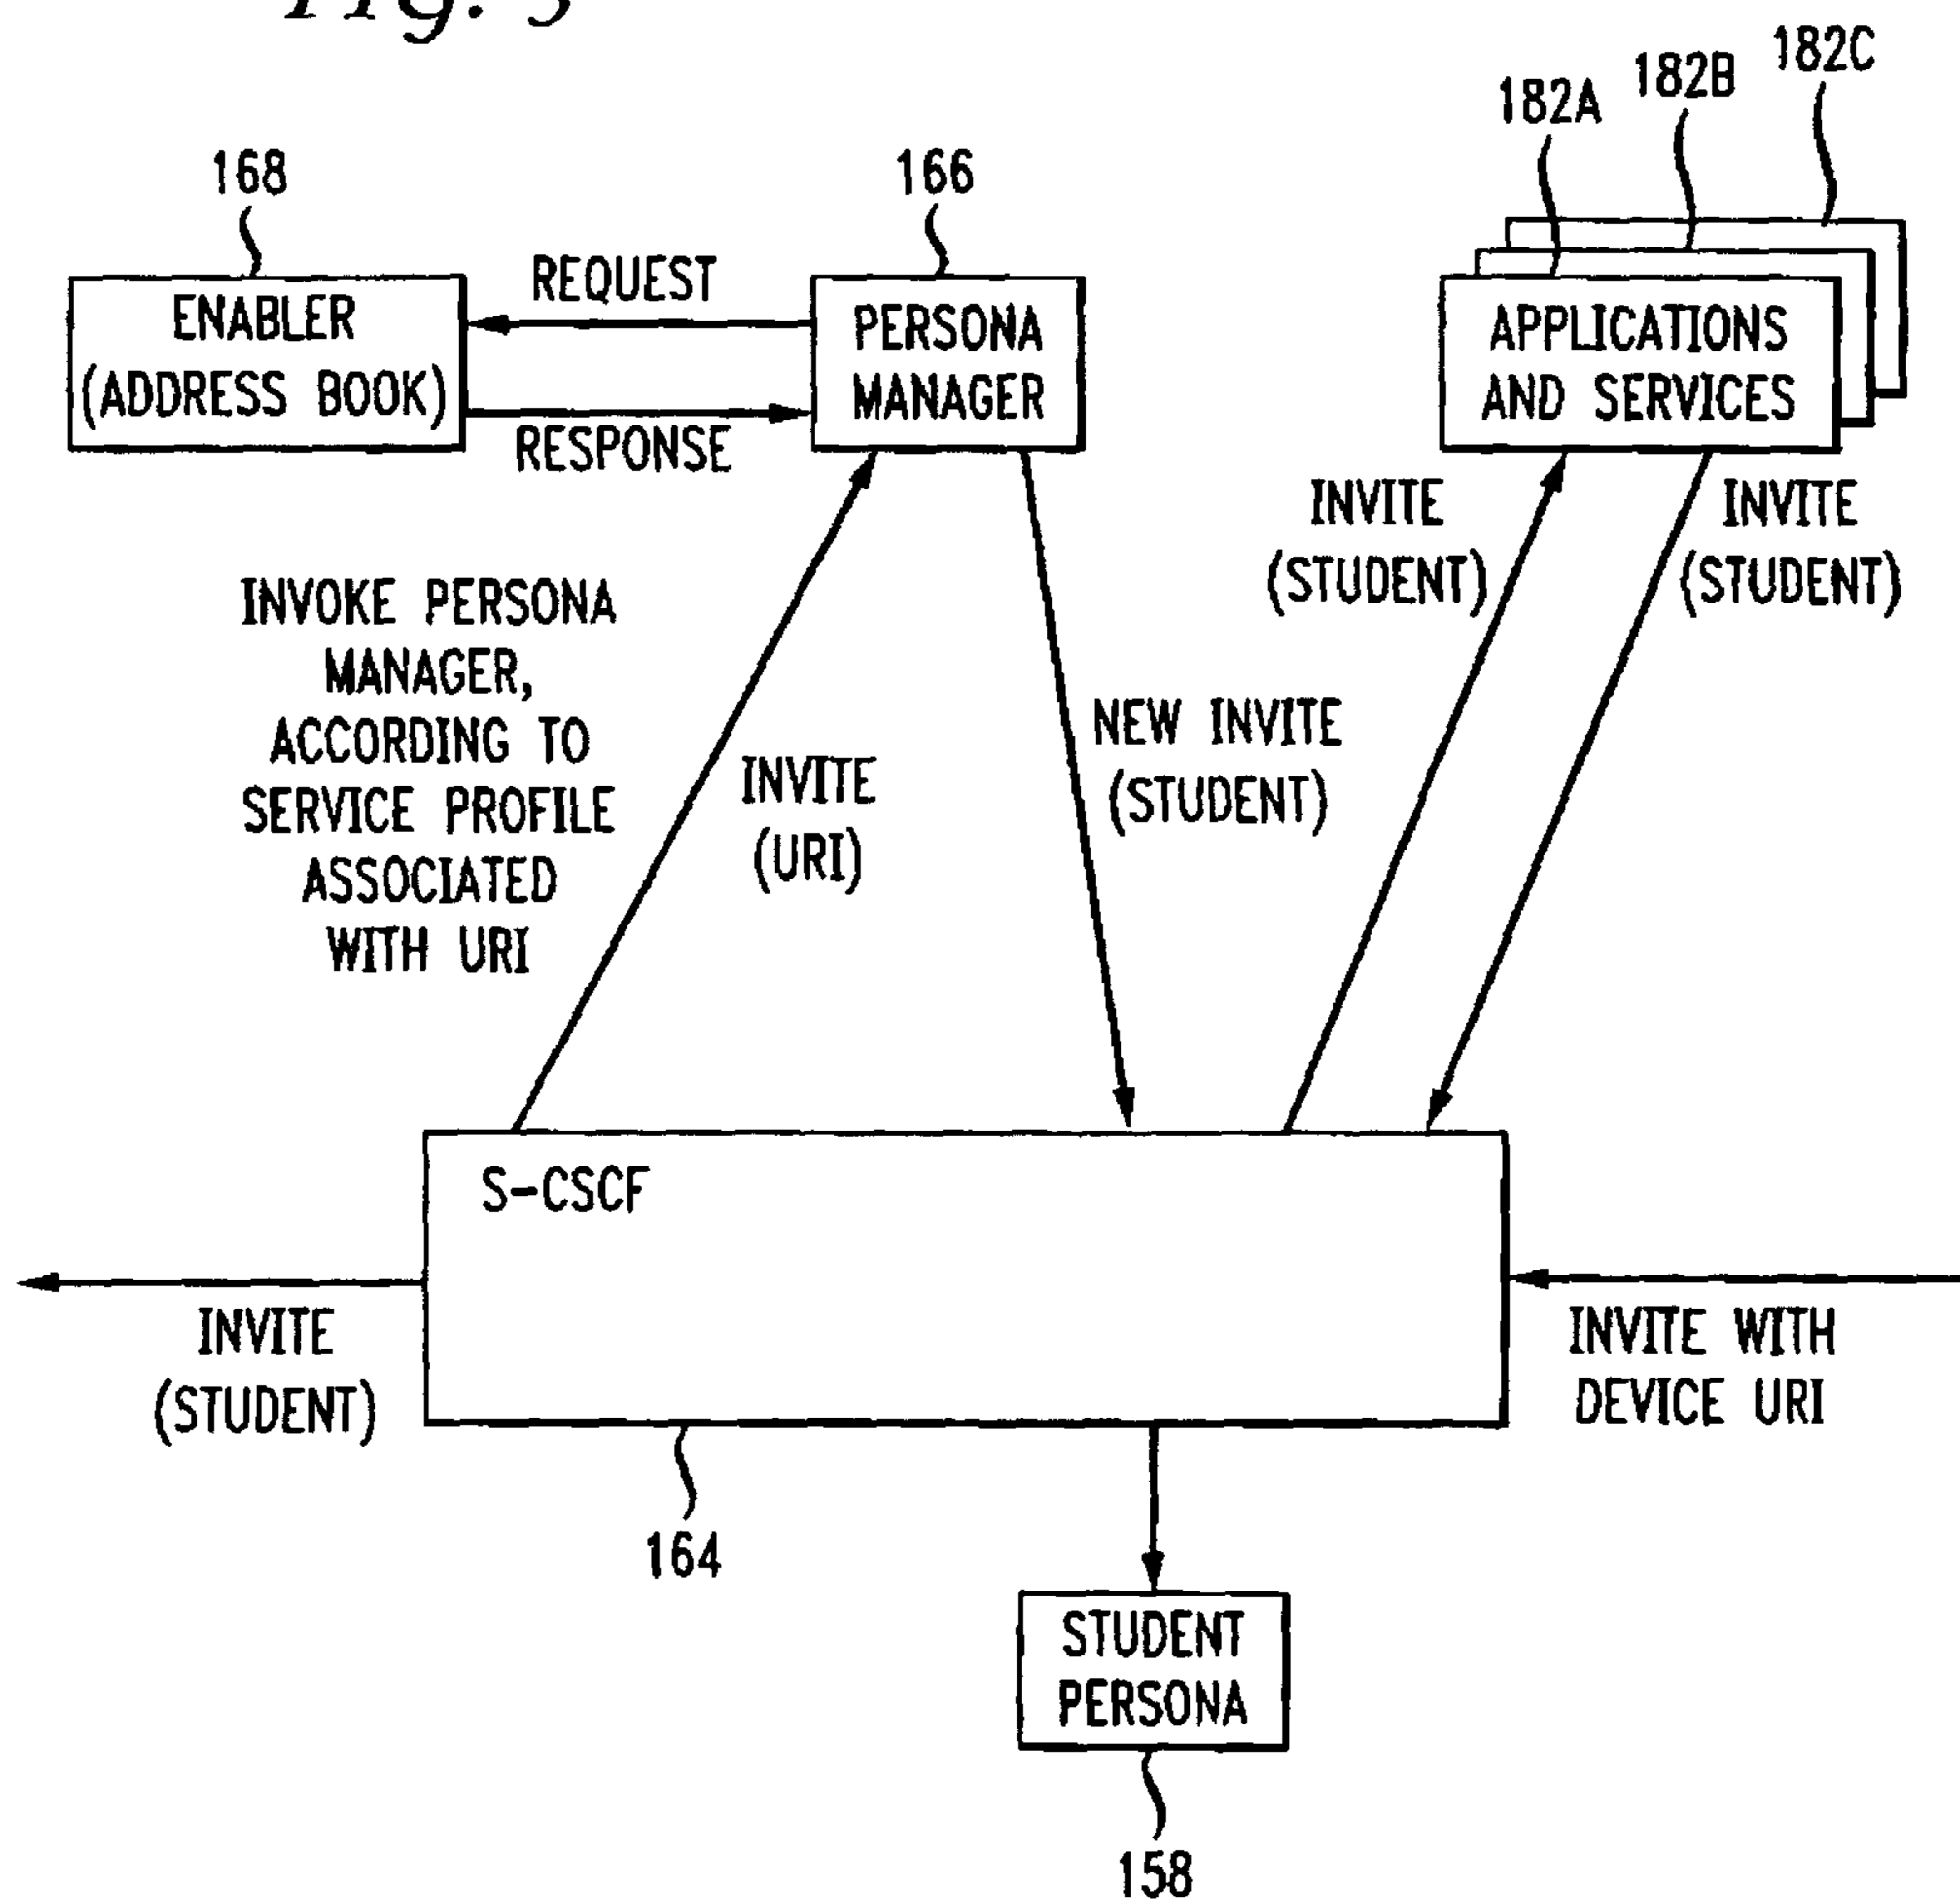 Fig. 5
182C
182B
182A
168
166
ENABLER
(ADDRESS BOOK)
REQUEST
RESPONSE
PERSONA
MANAGER
APPLICATIONS
AND SERVICES
INVITE
(STUDENT)
INVITE
(STUDENT)
INVOKE PERSONA
MANAGER,
ACCORDING TO
SERVICE PROFILE
ASSOCIATED
WITH URI
INVITE
(URI)
NEW INVITE
(STUDENT)
S-CSCF
INVITE
(STUDENT)
INVITE WITH
DEVICE URI
164
STUDENT
PERSONA
158